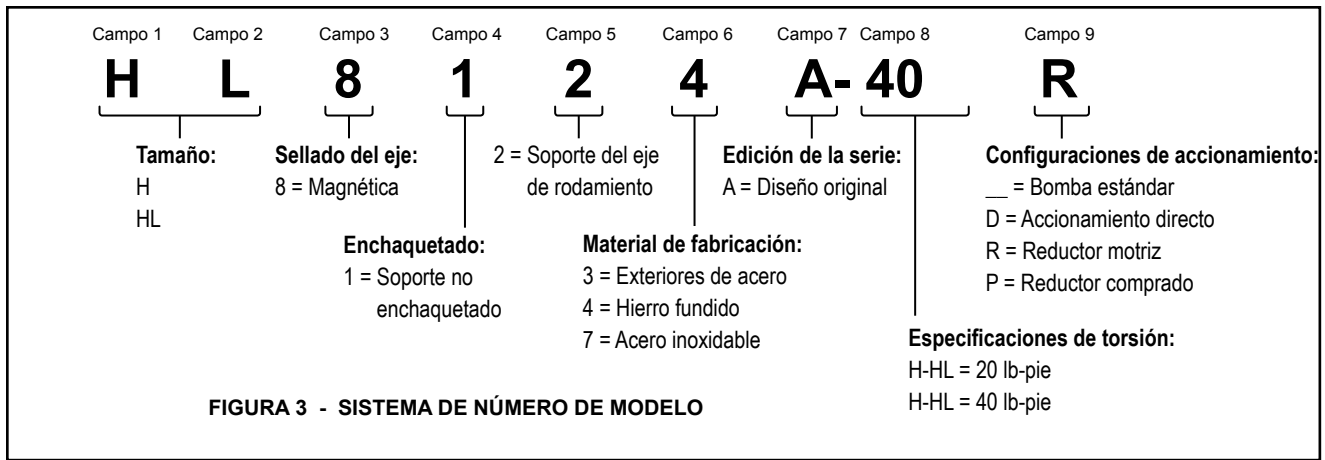 Campo 1 Campo 2 Campo 3 Campo 4 Campo 5 Campo 6 Campo 7 Campo 8 Campo 9
H L 8 1 2 4 A- 40 R
Tamaño:
H
HL
Sellado del eje:
8 = Magnética
2 = Soporte del eje
de rodamiento
Edición de la serie:
A = Diseño original
Configuraciones de accionamiento:
__ = Bomba estándar
D = Accionamiento directo
R = Reductor motriz
P = Reductor comprado
Enchaquetado:
1 = Soporte no
enchaquetado
Material de fabricación:
3 = Exteriores de acero
4 = Hierro fundido
7 = Acero inoxidable
Especificaciones de torsión:
H-HL = 20 lb-pie
H-HL = 40 lb-pie
FIGURA 3 - SISTEMA DE NÚMERO DE MODELO